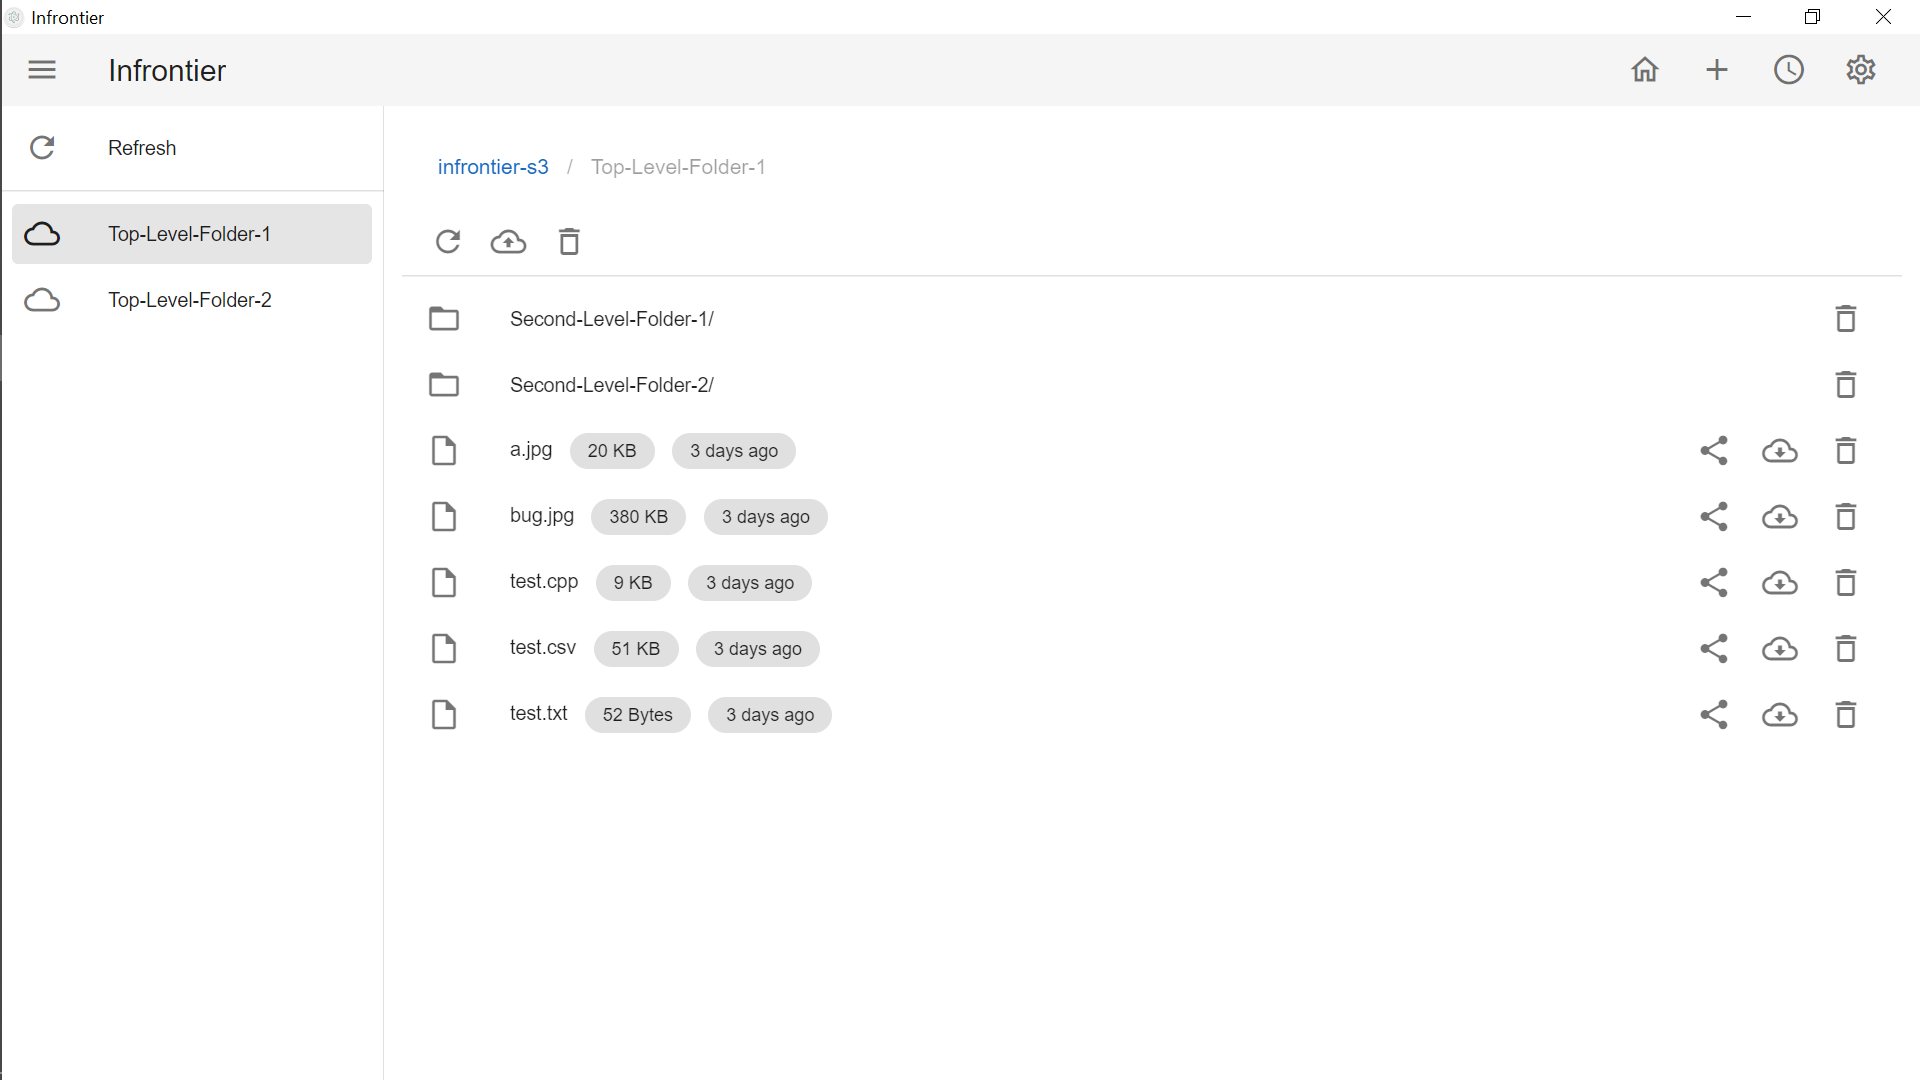 Infrontier
Infrontier
Refresh
Top-Level-Folder-1
Top-Level-Folder-2
infrontier-s3 / Top-Level-Folder-1
Second-Level-Folder-1/
Second-Level-Folder-2/
a.jpg 20 KB 3 days ago
bug.jpg 380 KB 3 days ago
test.cpp 9 KB 3 days ago
test.csv 51 KB 3 days ago
test.txt 52 Bytes 3 days ago